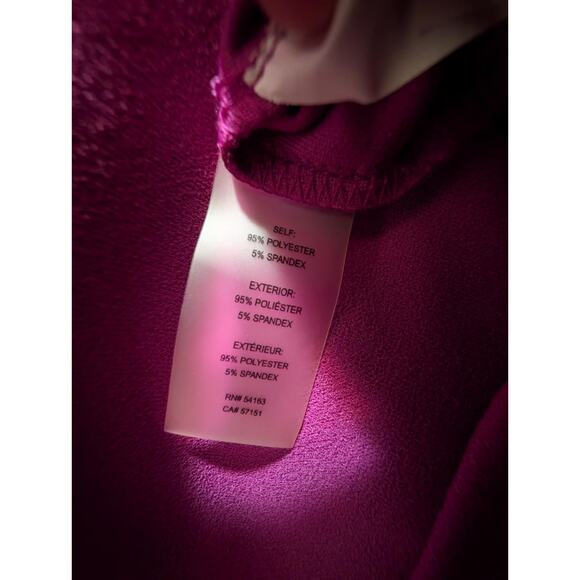 SELF:
95% POLYESTER
5% SPANDEX
EXTERIOR:
95% POLIÉSTER
5% SPANDEX
EXTÉRIEUR:
95% POLYESTER
5% SPANDEX
RN# 54163
CA# 57151